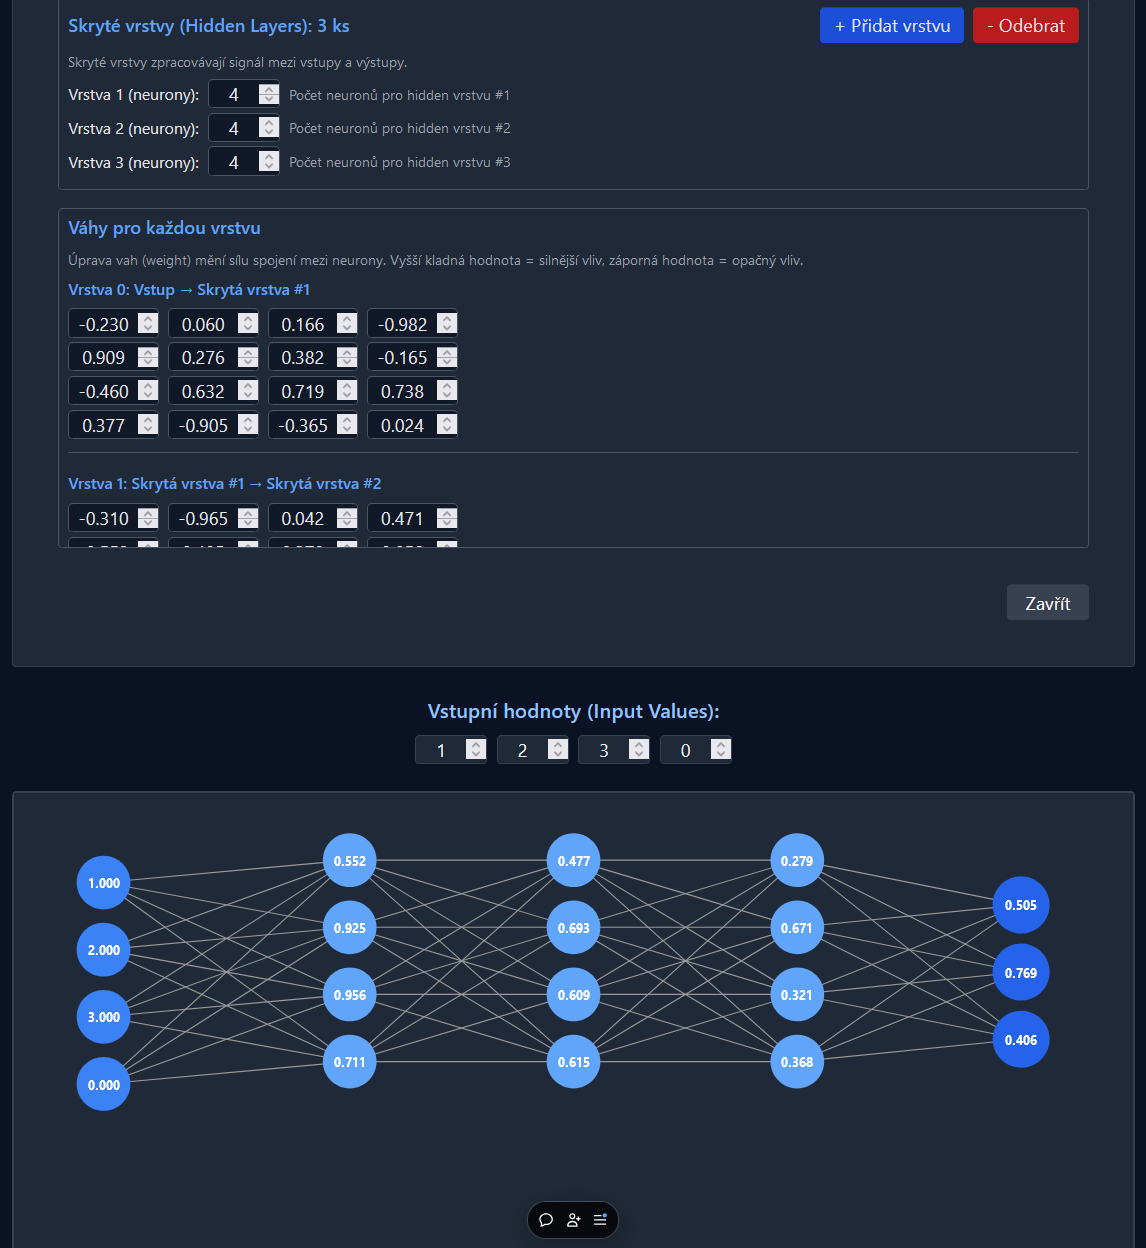 Skryté vrstvy (Hidden Layers): 3 ks
+ Přidat vrstvu
- Odebrat
Skryté vrstvy zpracovávají signál mezi vstupy a výstupy.
Vrstva 1 (neurony): 4 Počet neuronů pro hidden vrstvu #1
Vrstva 2 (neurony): 4 Počet neuronů pro hidden vrstvu #2
Vrstva 3 (neurony): 4 Počet neuronů pro hidden vrstvu #3
Váhy pro každou vrstvu
Úprava vah (weight) mění sílu spojení mezi neurony. Vyšší kladná hodnota = silnější vliv, záporná hodnota = opačný vliv.
Vrstva 0: Vstup → Skrytá vrstva #1
-0.230 0.060 0.166 -0.982
0.909 0.276 0.382 -0.165
-0.460 0.632 0.719 0.738
0.377 -0.905 -0.365 0.024
Vrstva 1: Skrytá vrstva #1 → Skrytá vrstva #2
-0.310 -0.965 0.042 0.471
Zavřít
Vstupní hodnoty (Input Values):
1 2 3 0
1.000
2.000
3.000
0.000
0.552
0.925
0.956
0.711
0.477
0.693
0.609
0.615
0.279
0.671
0.321
0.368
0.505
0.769
0.406